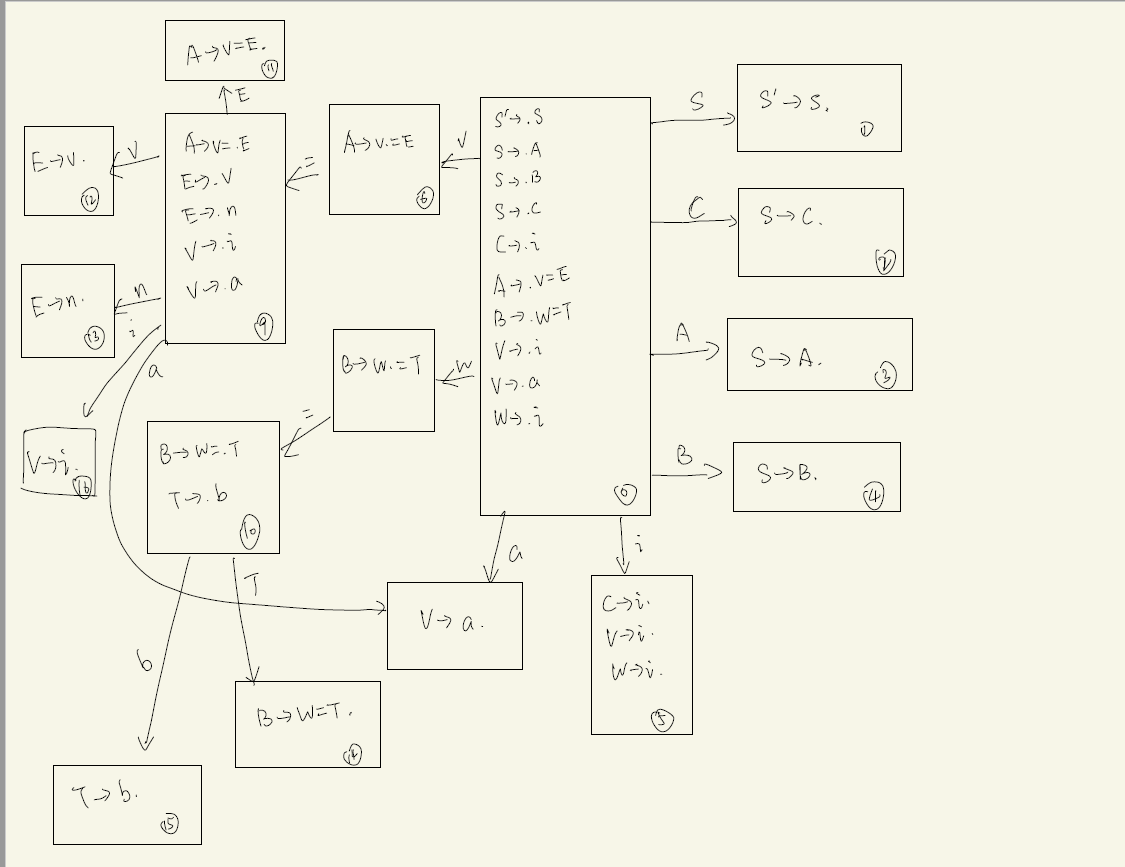 A→V=E.
⑪
E
E→V.
⑫
V
A→V=.E
E→.V
E→.n
V→.i
V→.a
⑨
=
A→V.=E
⑥
V
E→n.
⑬
n
i
a
V→i.
⑯
S'→.S
S→.A
S→.B
S→.C
C→.i
A→.V=E
B→.W=T
V→.i
V→.a
W→.i
⓪
S
S'→S.
①
C
S→C.
②
A
S→A.
③
B
S→B.
④
B→W.=T
W
=
B→W=.T
T→.b
⑩
a
i
V→a.
C→i.
V→i.
W→i.
⑤
T
b
B→W=T.
⑭
T→b.
⑮